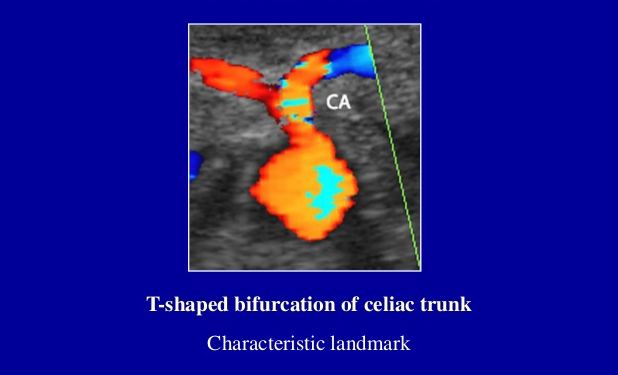 CA
T-shaped bifurcation of celiac trunk
Characteristic landmark